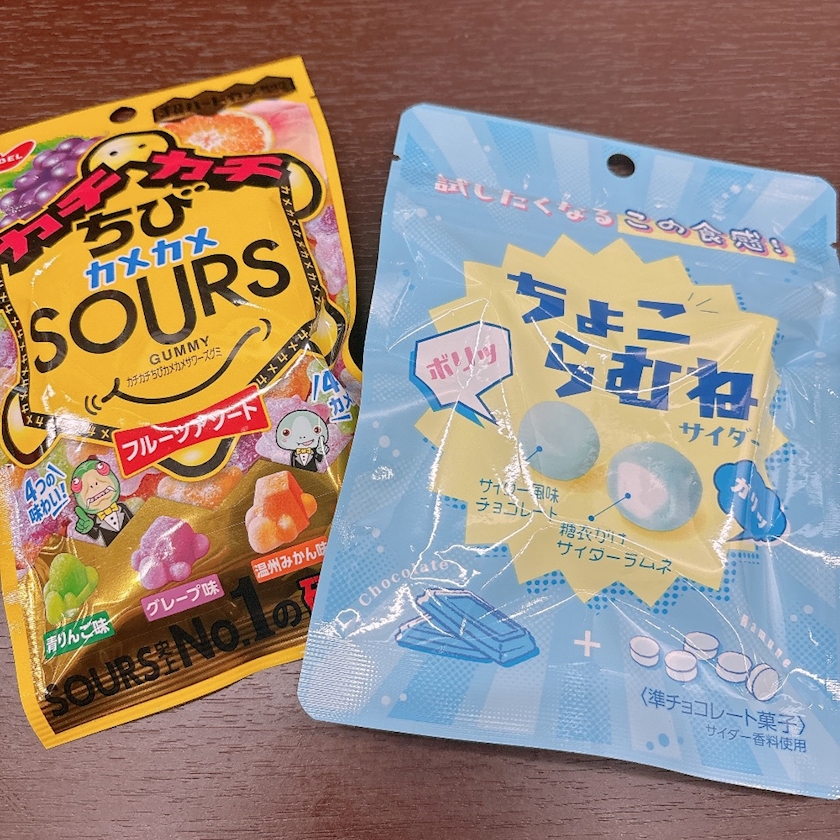 カチカチ
ちび
カメカメ
SOURS
GUMMY
カチカチちびカメカメサワーズグミ
フルーツアソート
4つの
味わい!
青りんご味
グレープ味
温州みかん味
SOURS史上No.1の
試したくなるこの食感!
ちょこ
らむね
サイダー
ボリッ
サイダー風味
チョコレート
糖衣がけ
サイダーラムネ
カリッ
Chocolate
+
Ramune
〈準チョコレート菓子〉
サイダー香料使用